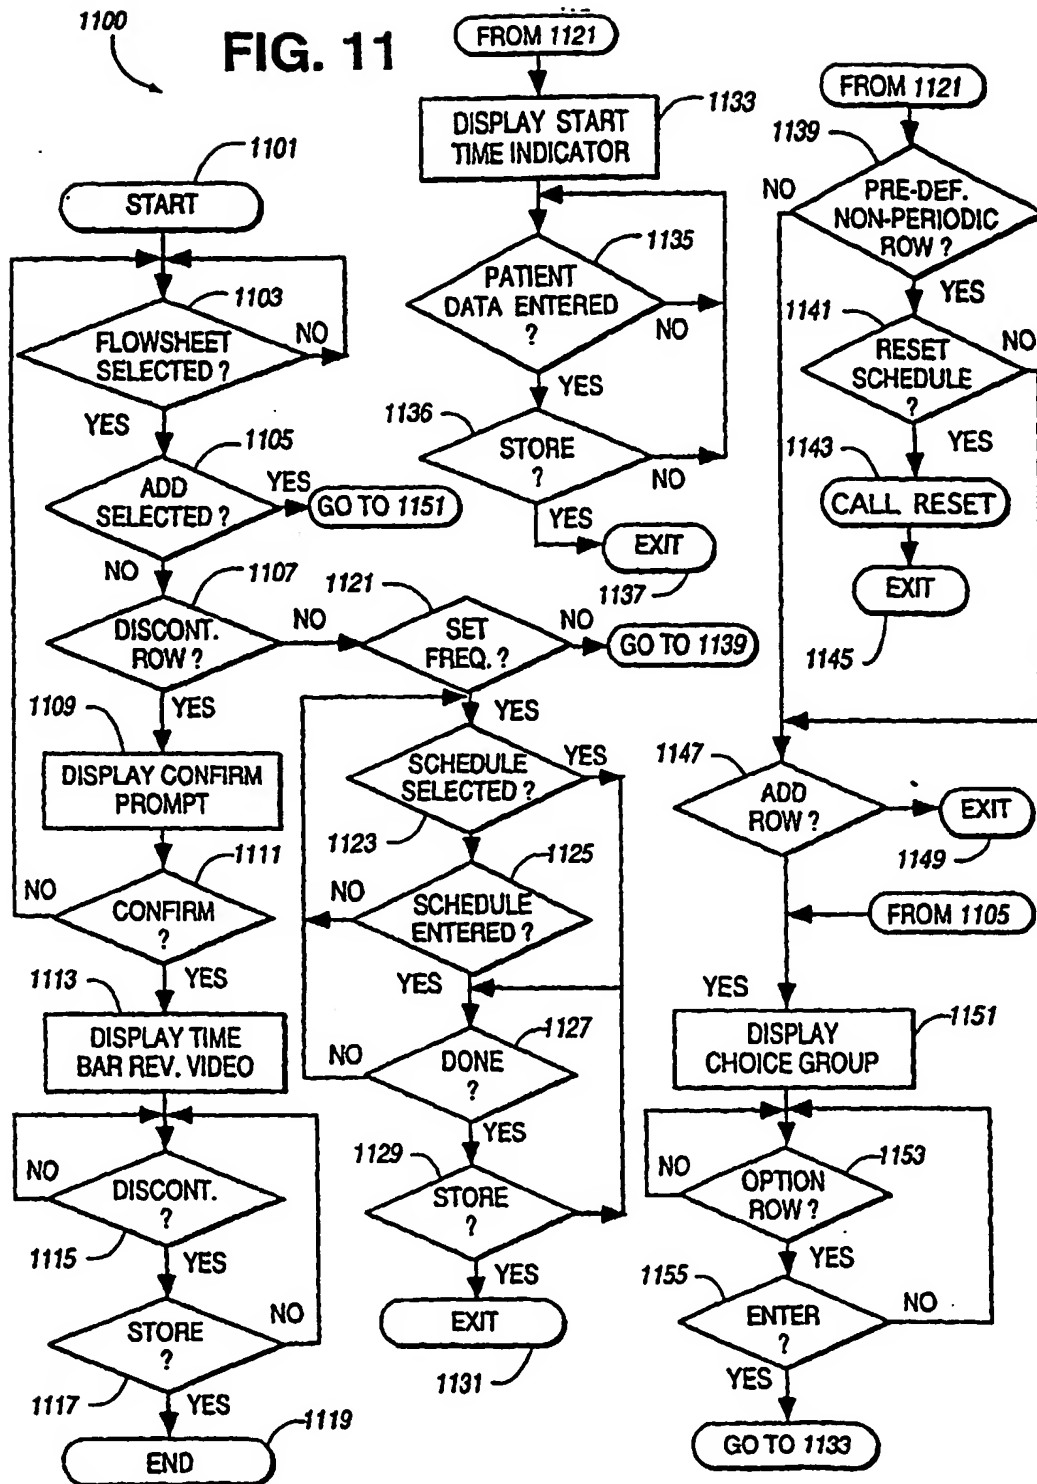 1100
FIG. 11
1101
START
1103
FLOWSHEET
SELECTED ?
NO
YES
1105
ADD
SELECTED ?
YES
GO TO 1151
NO
1107
DISCONT.
ROW ?
NO
YES
1109
DISPLAY CONFIRM
PROMPT
1111
NO
CONFIRM
?
YES
1113
DISPLAY TIME
BAR REV. VIDEO
NO
DISCONT.
?
1115
YES
STORE
?
NO
1117
YES
1119
END
FROM 1121
1133
DISPLAY START
TIME INDICATOR
1135
PATIENT
DATA ENTERED
?
NO
YES
1136
STORE
?
NO
YES
EXIT
1137
1121
SET
FREQ. ?
NO
GO TO 1139
YES
SCHEDULE
SELECTED ?
YES
1123
1125
NO
SCHEDULE
ENTERED ?
YES
1127
NO
DONE
?
YES
1129
STORE
?
YES
EXIT
1131
FROM 1121
1139
NO
PRE-DEF.
NON-PERIODIC
ROW ?
YES
1141
NO
RESET
SCHEDULE
?
YES
1143
CALL RESET
EXIT
1145
1147
ADD
ROW ?
EXIT
1149
FROM 1105
YES
1151
DISPLAY
CHOICE GROUP
NO
1153
OPTION
ROW ?
YES
1155
ENTER
?
NO
YES
GO TO 1133